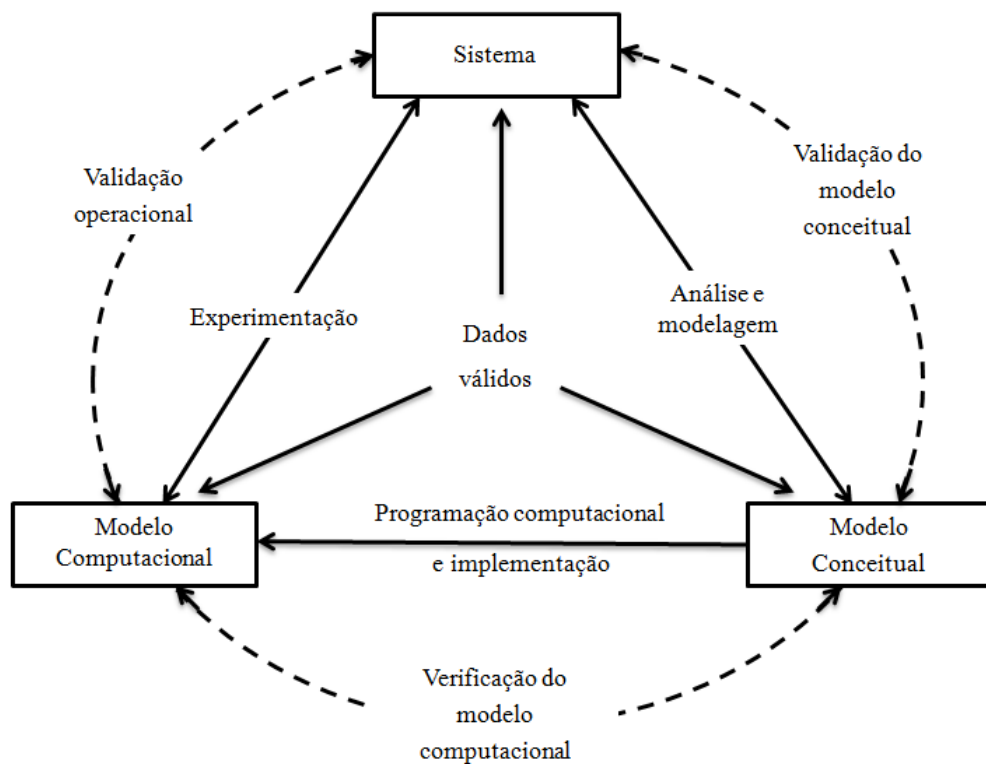 Sistema
Validação
operacional
Validação do
modelo
conceitual
Experimentação
Análise e
modelagem
Dados
válidos
Modelo
Computacional
Programação computacional
e implementação
Modelo
Conceitual
Verificação do
modelo
computacional